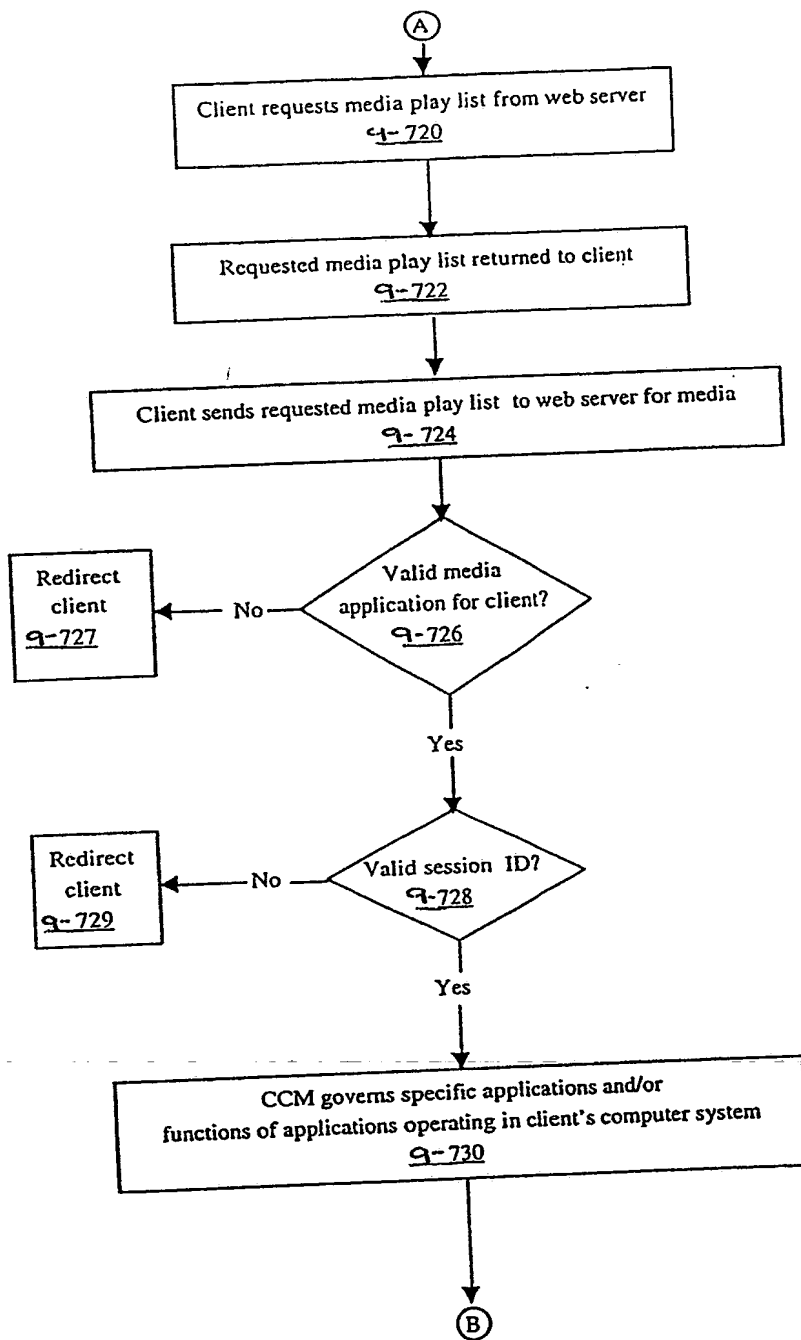 A
Client requests media play list from web server
9-720
Requested media play list returned to client
9-722
Client sends requested media play list to web server for media
9-724
Valid media
application for client?
9-726
No
Redirect
client
9-727
Yes
Valid session ID?
9-728
No
Redirect
client
9-729
Yes
CCM governs specific applications and/or
functions of applications operating in client's computer system
9-730
B